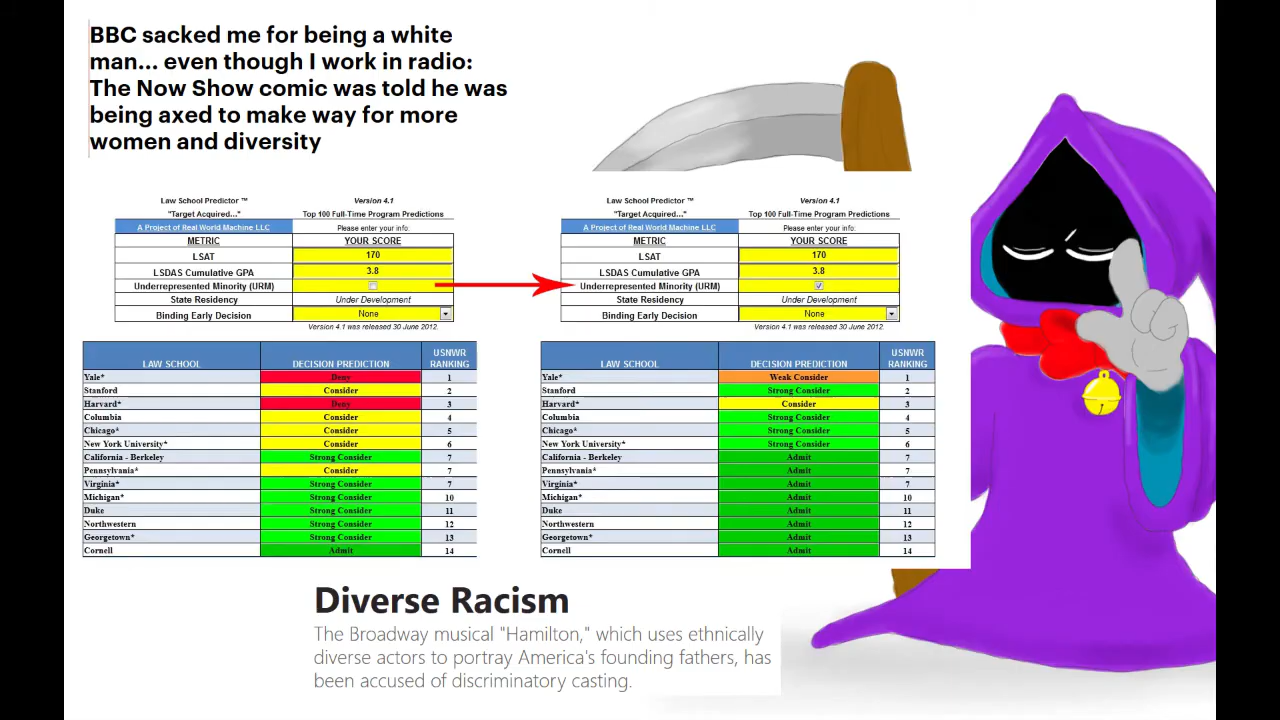 BBC sacked me for being a white
man... even though I work in radio:
The Now Show comic was told he was
being axed to make way for more
women and diversity
Law School Predictor ™ Version 4.1
"Target Acquired..." Top 100 Full-Time Program Predictions
A Project of Real World Machine LLC Please enter your info:
METRIC YOUR SCORE
LSAT 170
LSDAS Cumulative GPA 3.8
Underrepresented Minority (URM)
State Residency Under Development
Binding Early Decision None
Version 4.1 was released 30 June 2012.
LAW SCHOOL DECISION PREDICTION USNWR RANKING
Yale* Deny 1
Stanford Consider 2
Harvard* Deny 3
Columbia Consider 4
Chicago* Consider 5
New York University* Consider 6
California - Berkeley Strong Consider 7
Pennsylvania* Consider 7
Virginia* Strong Consider 7
Michigan* Strong Consider 10
Duke Strong Consider 11
Northwestern Strong Consider 12
Georgetown* Strong Consider 13
Cornell Admit 14
Law School Predictor ™ Version 4.1
"Target Acquired..." Top 100 Full-Time Program Predictions
A Project of Real World Machine LLC Please enter your info:
METRIC YOUR SCORE
LSAT 170
LSDAS Cumulative GPA 3.8
Underrepresented Minority (URM)
State Residency Under Development
Binding Early Decision None
Version 4.1 was released 30 June 2012.
LAW SCHOOL DECISION PREDICTION USNWR RANKING
Yale* Weak Consider 1
Stanford Strong Consider 2
Harvard* Consider 3
Columbia Strong Consider 4
Chicago* Strong Consider 5
New York University* Strong Consider 6
California - Berkeley Admit 7
Pennsylvania* Admit 7
Virginia* Admit 7
Michigan* Admit 10
Duke Admit 11
Northwestern Admit 12
Georgetown* Admit 13
Cornell Admit 14
Diverse Racism
The Broadway musical "Hamilton," which uses ethnically
diverse actors to portray America's founding fathers, has
been accused of discriminatory casting.